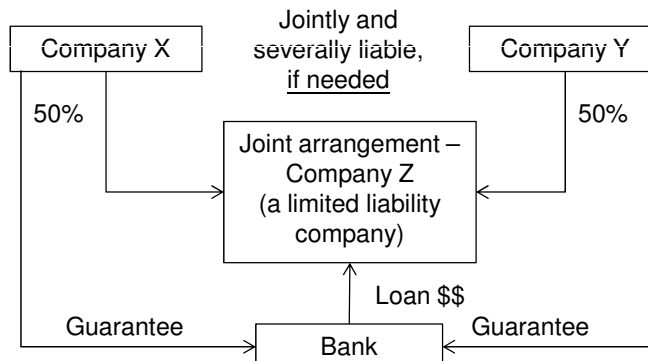 Jointly and
severally liable,
if needed
Company X
Company Y
50%
50%
Joint arrangement –
Company Z
(a limited liability
company)
Loan $$
Guarantee
Guarantee
Bank